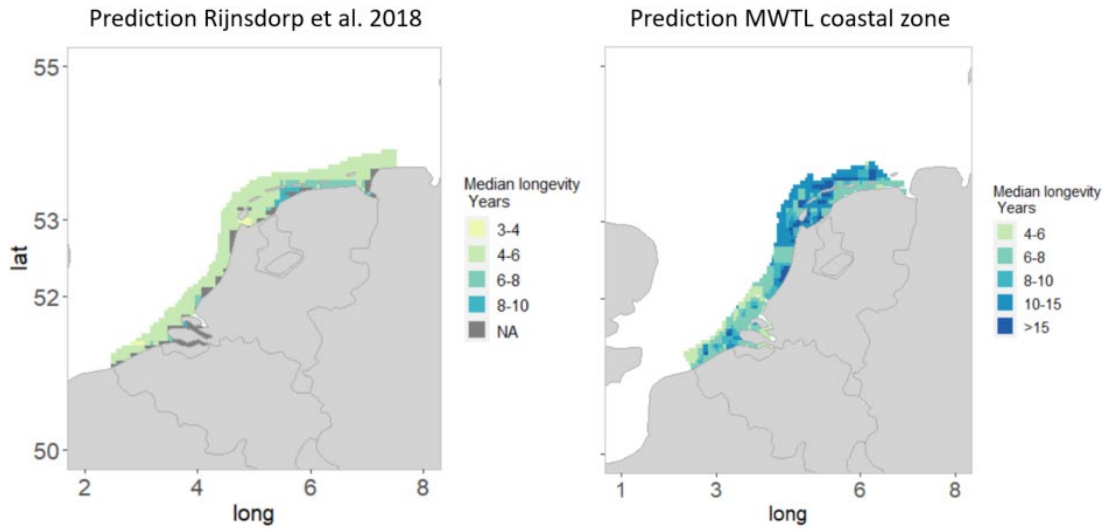 Prediction Rijnsdorp et al. 2018
55
53
52
50
lat
2
4
6
8
long
Median longevity
Years
3-4
4-6
6-8
8-10
NA
Prediction MWTL coastal zone
1
3
6
8
long
Median longevity
Years
4-6
6-8
8-10
10-15
>15